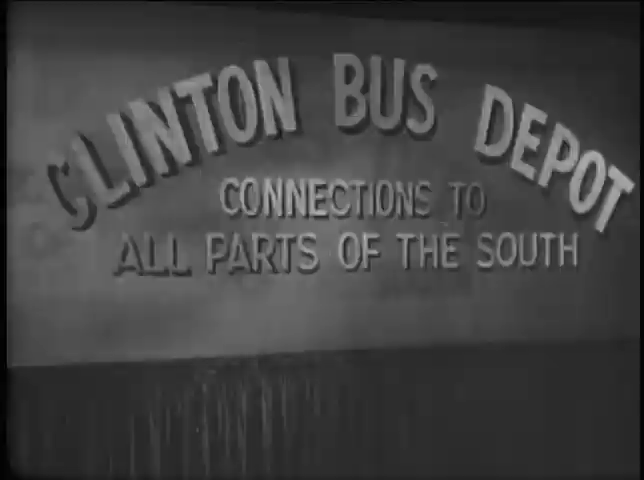 CLINTON BUS DEPOT
CONNECTIONS TO
ALL PARTS OF THE SOUTH